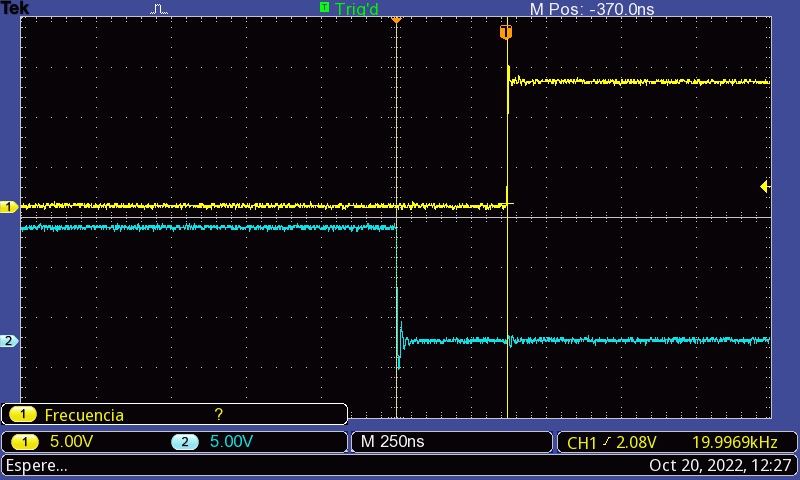 Tek T Trig'd M Pos: -370.0ns
T
1
2
1 Frecuencia ?
1 5.00V 2 5.00V M 250ns CH1 2.08V 19.9969kHz
Espere... Oct 20, 2022, 12:27